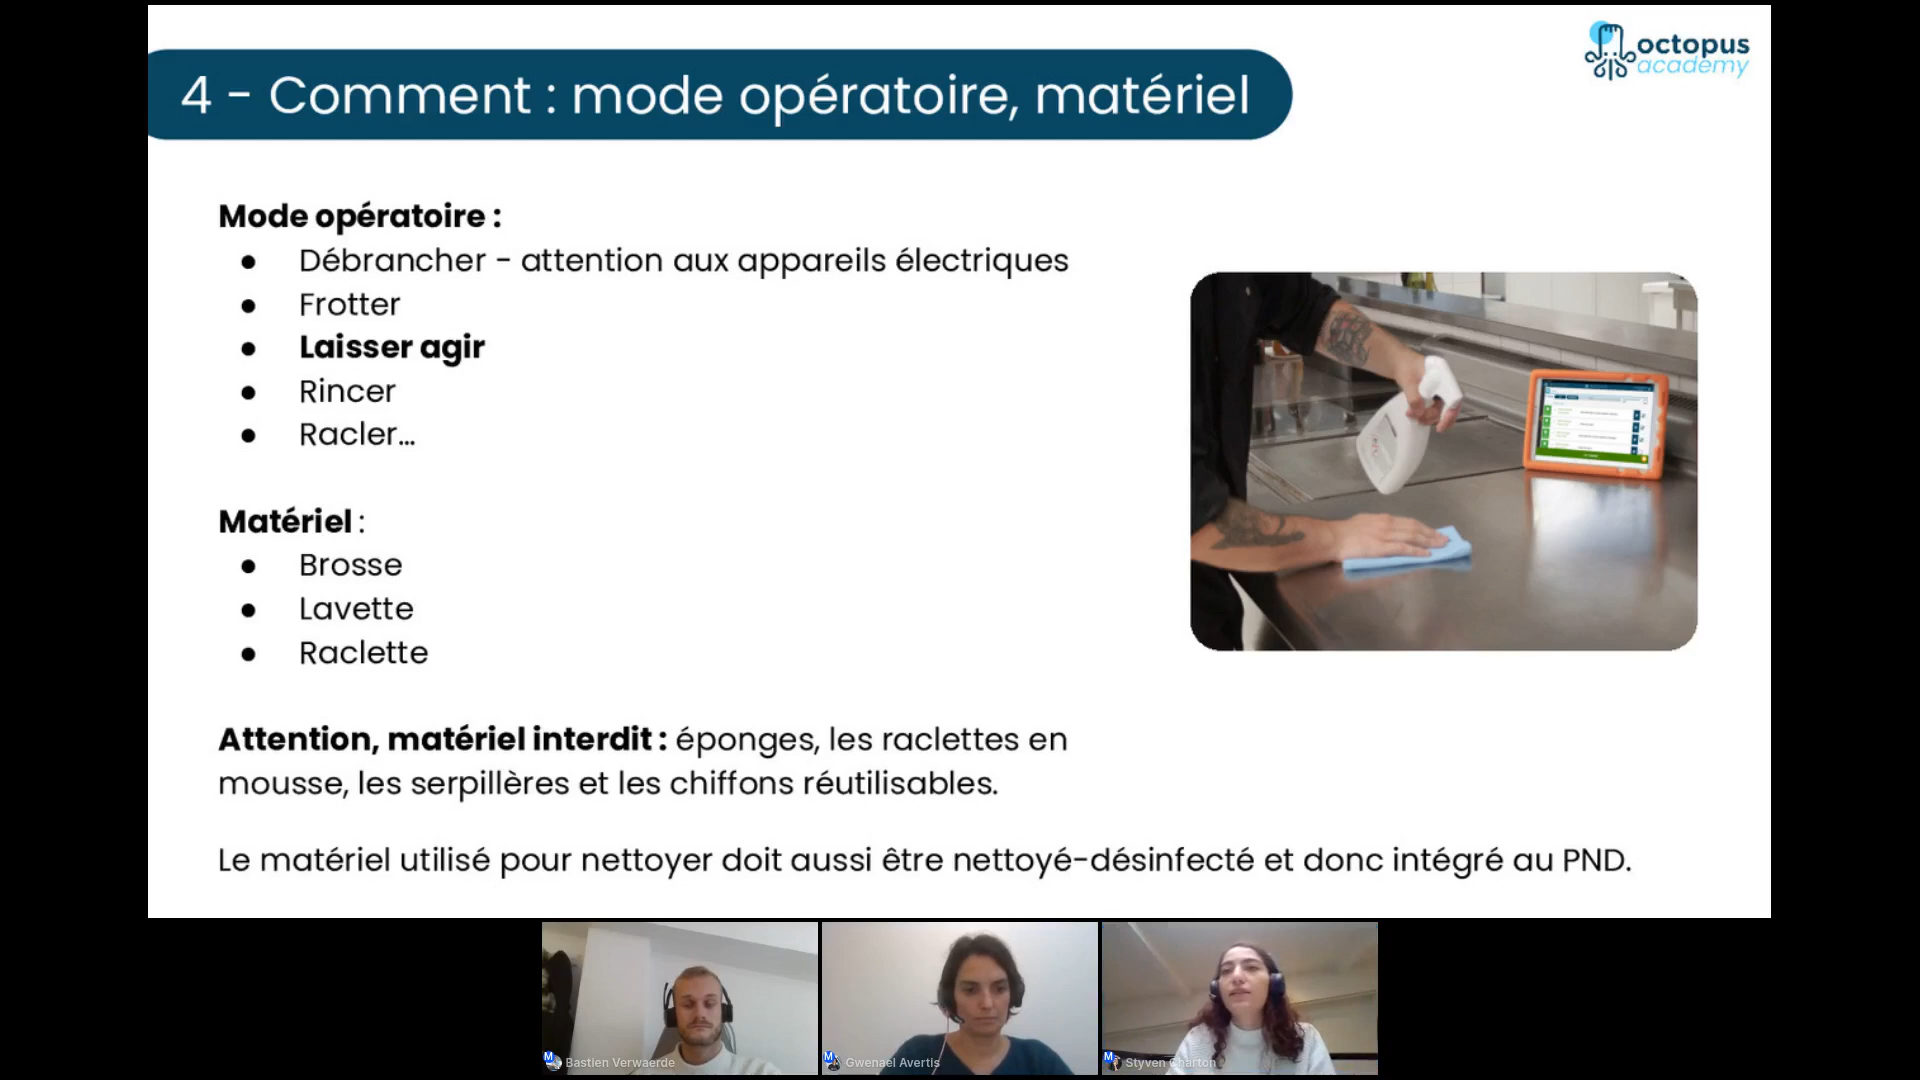 octopus
academy
4 - Comment : mode opératoire, matériel
Mode opératoire :
● Débrancher - attention aux appareils électriques
● Frotter
● Laisser agir
● Rincer
● Racler...
Matériel :
● Brosse
● Lavette
● Raclette
Attention, matériel interdit : éponges, les raclettes en
mousse, les serpillères et les chiffons réutilisables.
Le matériel utilisé pour nettoyer doit aussi être nettoyé-désinfecté et donc intégré au PND.
M Bastien Verwaerde
M Gwenael Avertis
M Styven Charton